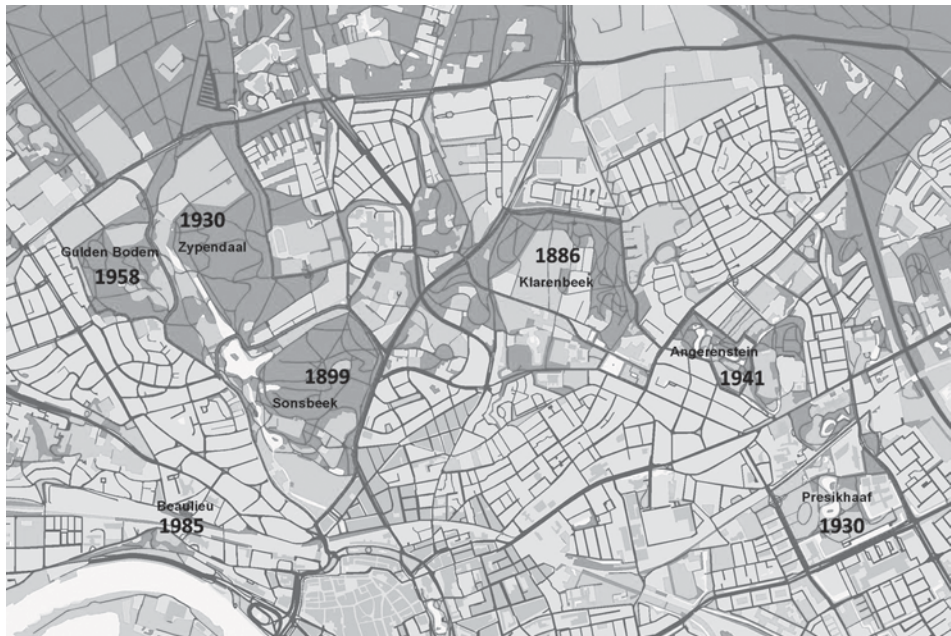 1930
Zypendaal
Gulden Bodem
1958
1886
Klarenbeek
Angerenstein
1941
1899
Sonsbeek
Beaulieu
1985
Presikhaaf
1930